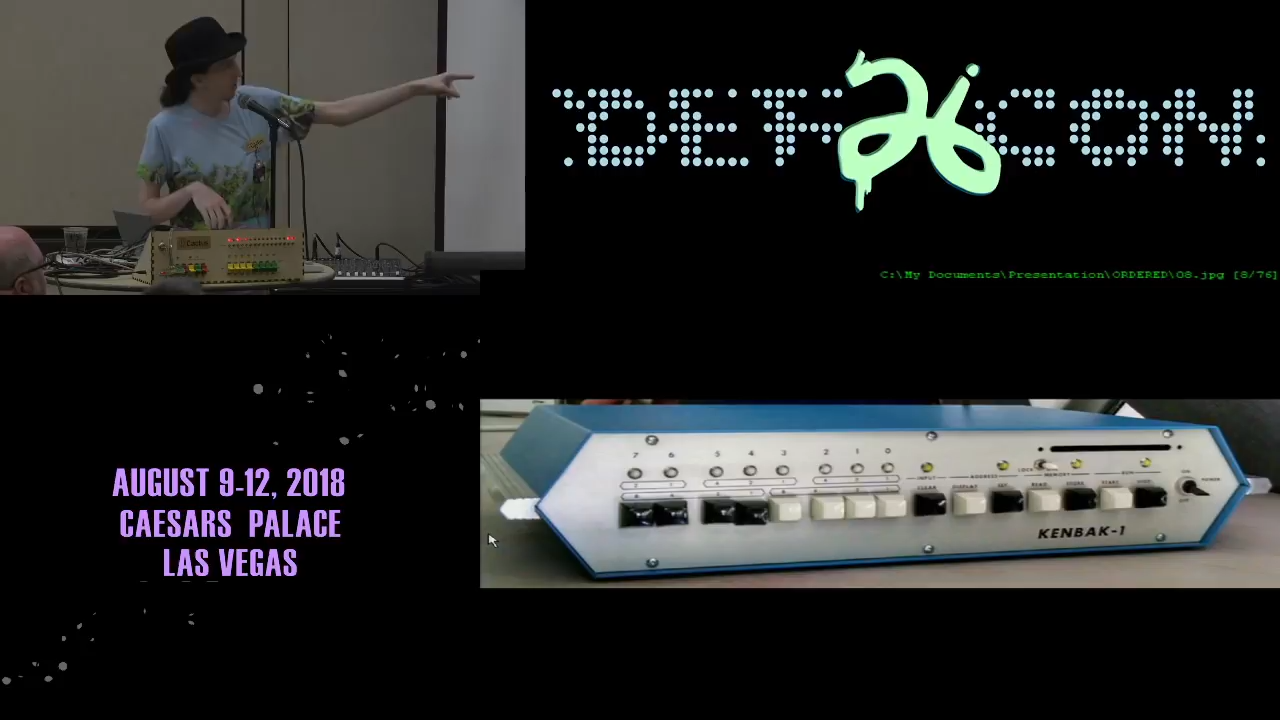 DEF 26 CON
Cactus
C:\My Documents\Presentation\ORDERED\08.jpg [8/76]
AUGUST 9-12, 2018
CAESARS PALACE
LAS VEGAS
7 6 5 4 3 2 1 0
INPUT ADDRESS LOCK MEMORY RUN
CLEAR DISPLAY SET READ STORE START STOP
ON
POWER
OFF
KENBAK-1